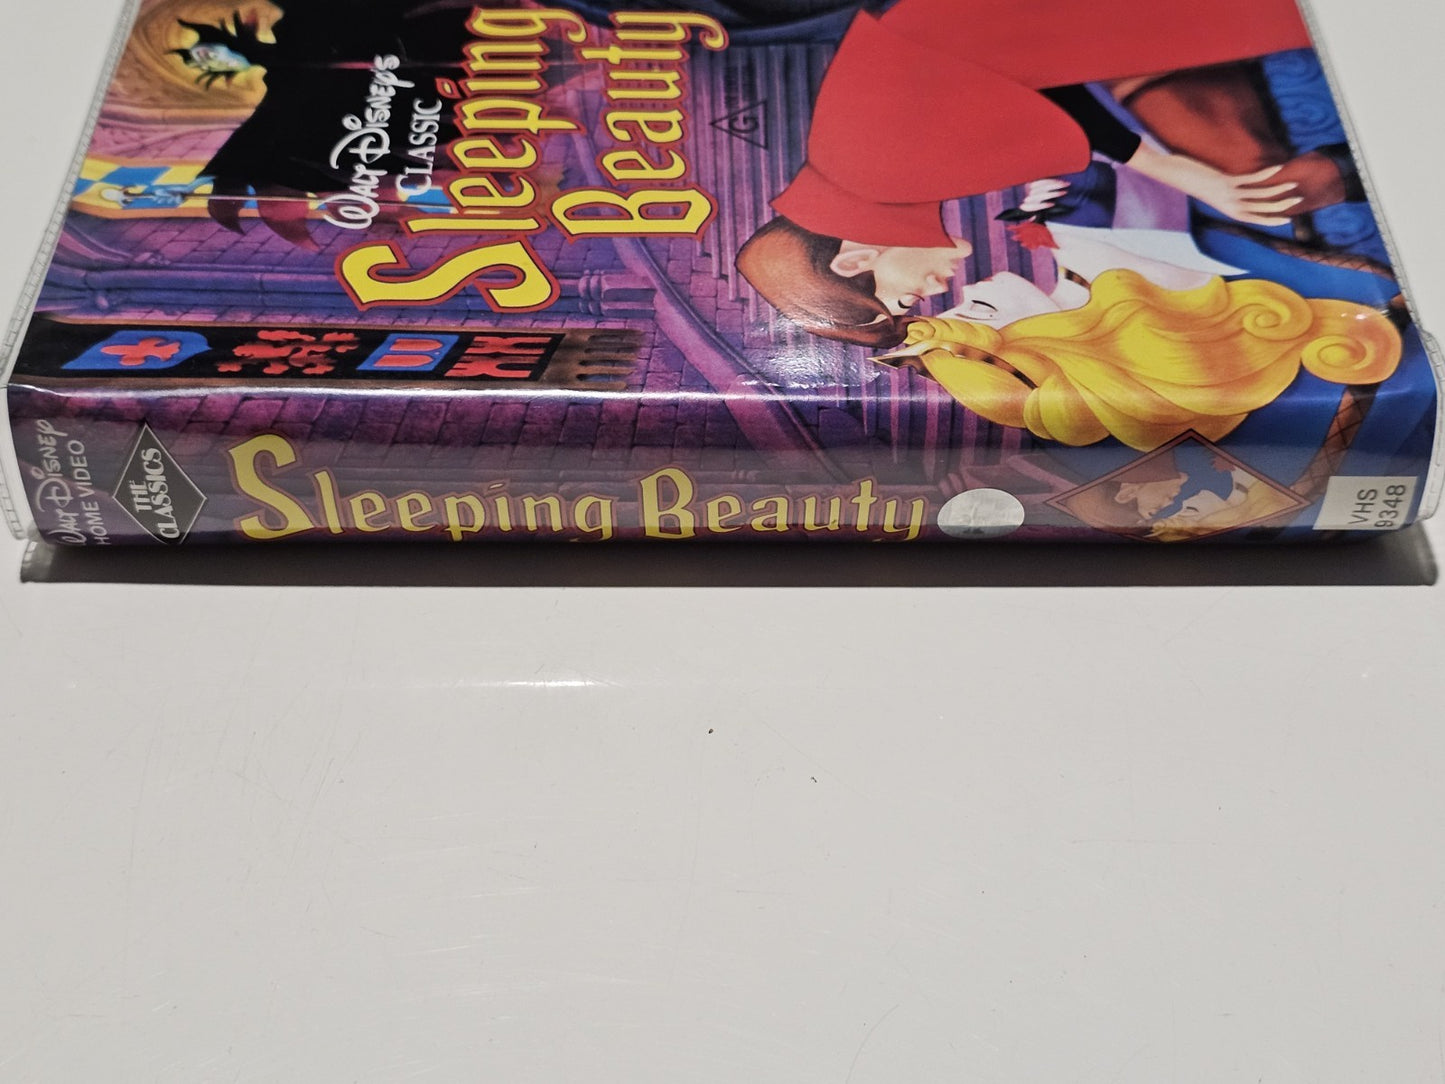 WALT DISNEY'S
CLASSIC
Sleeping
Beauty
G
WALT DISNEY
HOME VIDEO
THE
CLASSICS
Sleeping Beauty
VHS
9348